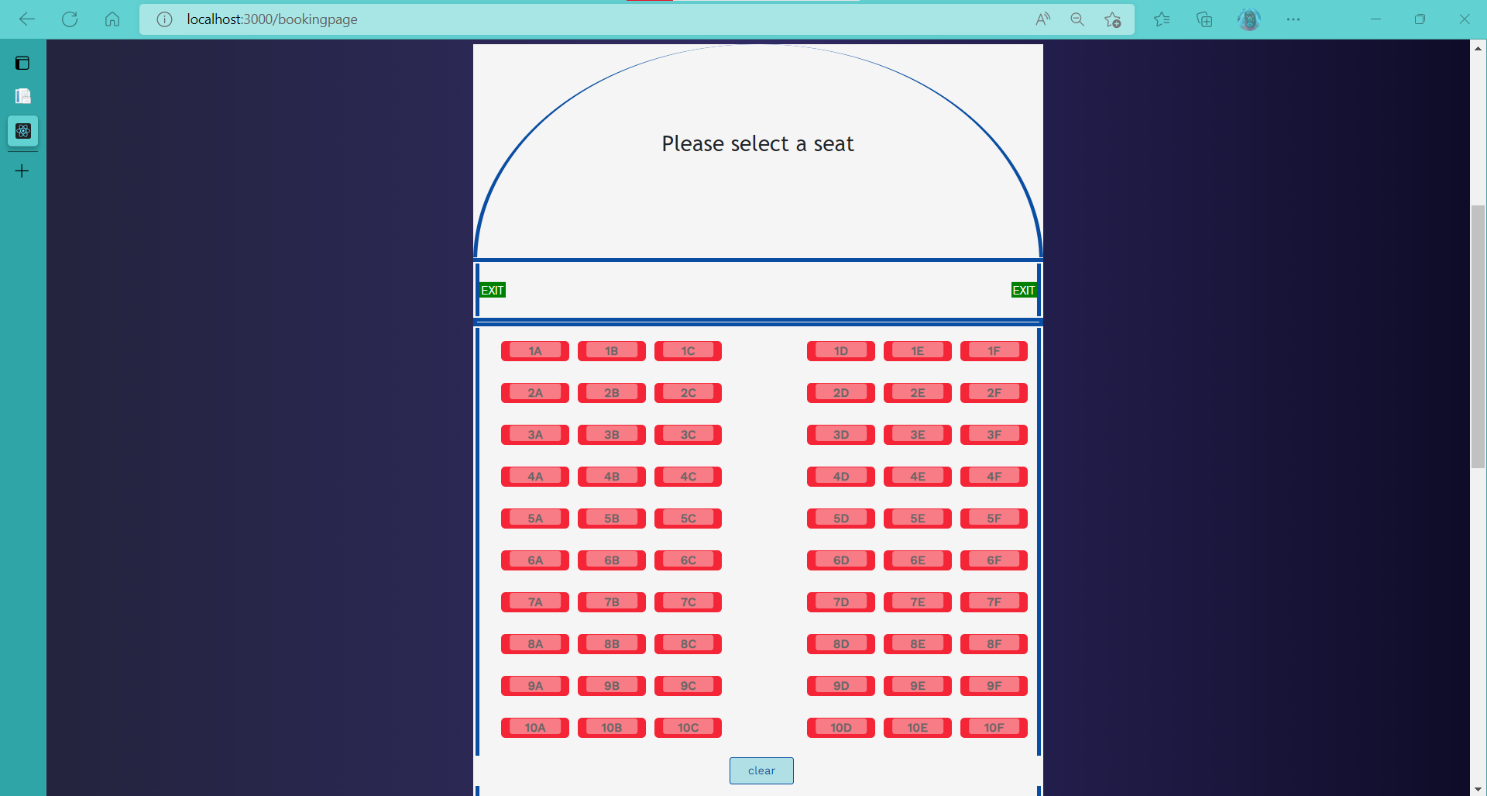 localhost:3000/bookingpage
Please select a seat
EXIT EXIT
1A 1B 1C 1D 1E 1F
2A 2B 2C 2D 2E 2F
3A 3B 3C 3D 3E 3F
4A 4B 4C 4D 4E 4F
5A 5B 5C 5D 5E 5F
6A 6B 6C 6D 6E 6F
7A 7B 7C 7D 7E 7F
8A 8B 8C 8D 8E 8F
9A 9B 9C 9D 9E 9F
10A 10B 10C 10D 10E 10F
clear